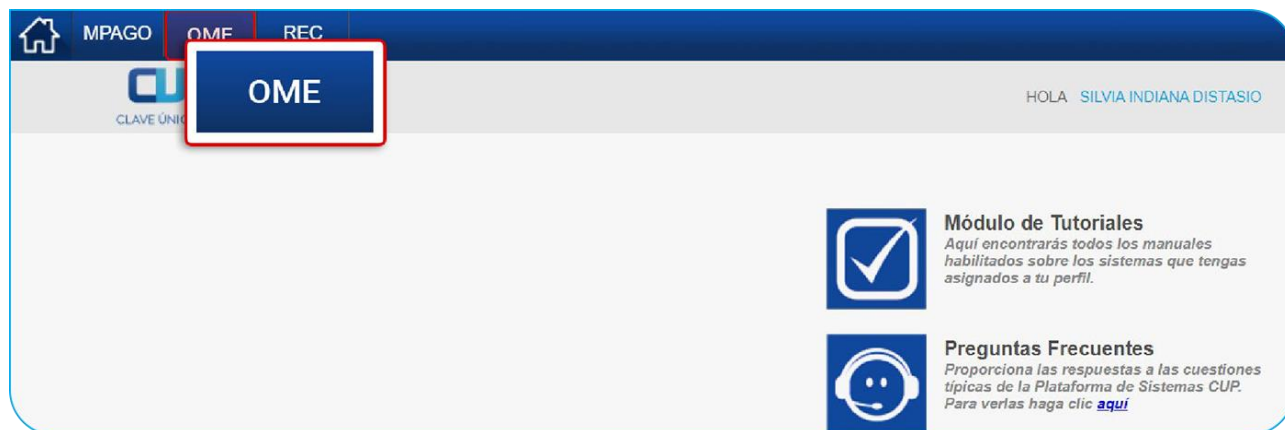 MPAGO OME REC
OME
CU
CLAVE ÚNIC
HOLA SILVIA INDIANA DISTASIO
Módulo de Tutoriales
Aquí encontrarás todos los manuales
habilitados sobre los sistemas que tengas
asignados a tu perfil.
Preguntas Frecuentes
Proporciona las respuestas a las cuestiones
típicas de la Plataforma de Sistemas CUP.
Para verlas haga clic aquí